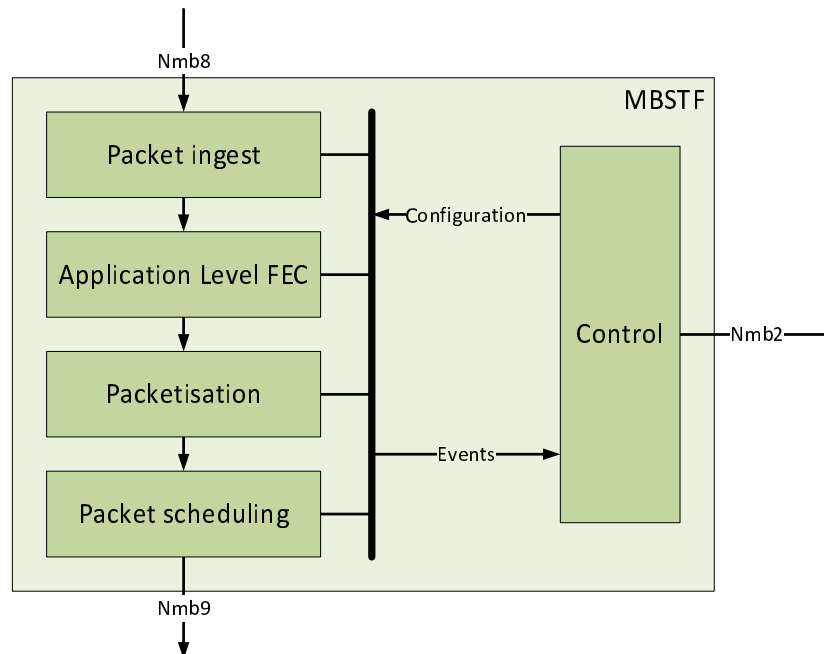 Nmb8
MBSTF
Packet ingest
Configuration
Application Level FEC
Control
Nmb2
Packetisation
Events
Packet scheduling
Nmb9